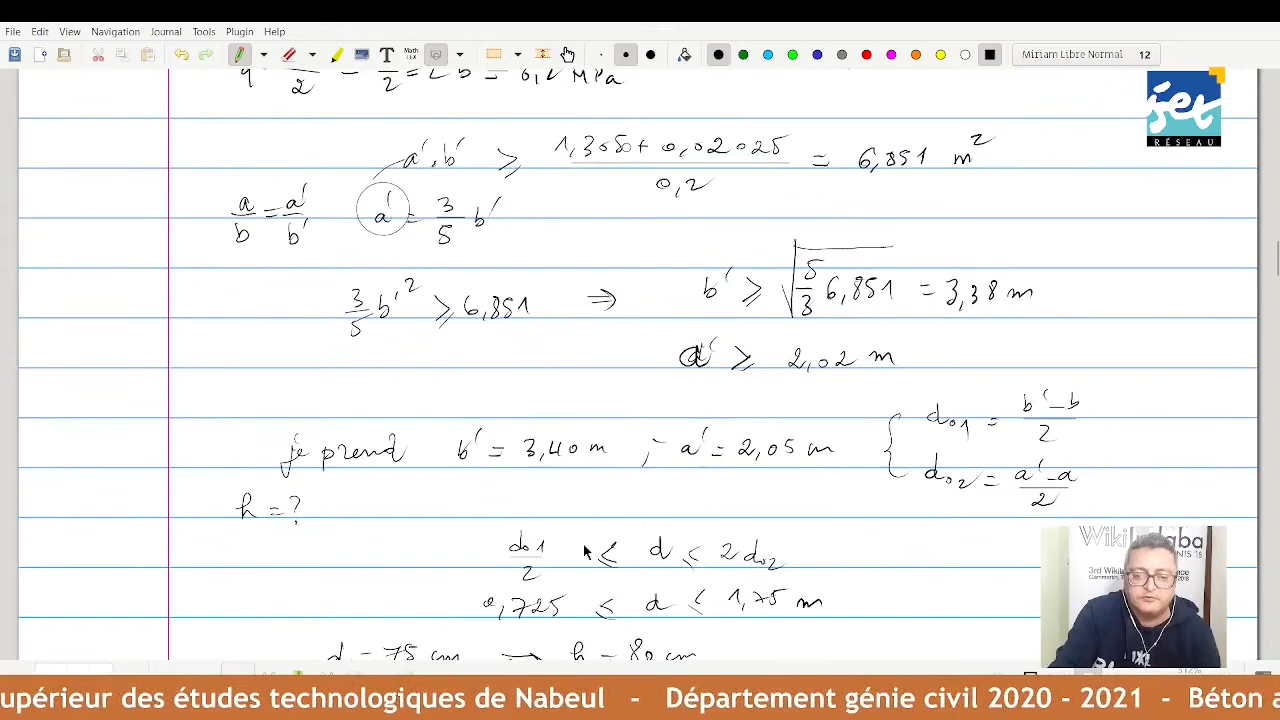 File Edit View Navigation Journal Tools Plugin Help
Miriam Libre Normal 12
iset
RÉSEAU
a', b' ≥ (1,3050 + 0,02025) / 0,2 = 6,851 m²
a/b = a'/b' a' = 3/5 b'
3/5 b'² ≥ 6,851 ⇒ b' ≥ √(5/3 6,851) = 3,38 m
a' ≥ 2,02 m
je prend b' = 3,40 m ; a' = 2,05 m
d01 = (b' - b) / 2
d02 = (a' - a) / 2
h = ?
d01/2 ≤ d ≤ 2 d02
0,725 ≤ d ≤ 1,75 m
d = 75 cm → h = 80 cm
upérieur des études technologiques de Nabeul - Département génie civil 2020 - 2021 - Béton a